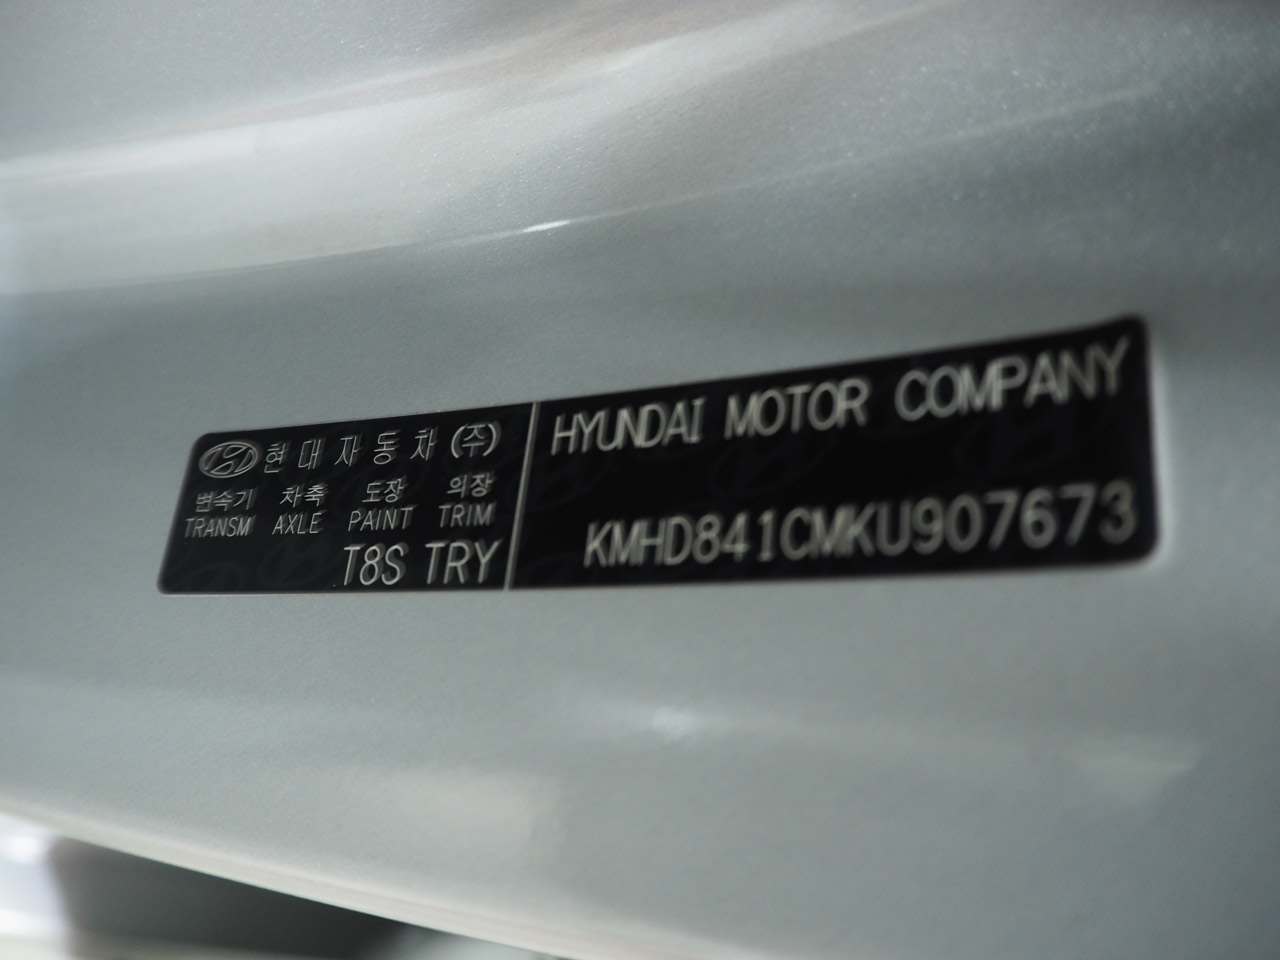 현대자동차(주)
변속기 차축 도장 의장
TRANSM AXLE PAINT TRIM
T8S TRY
HYUNDAI MOTOR COMPANY
KMHD841CMKU907673